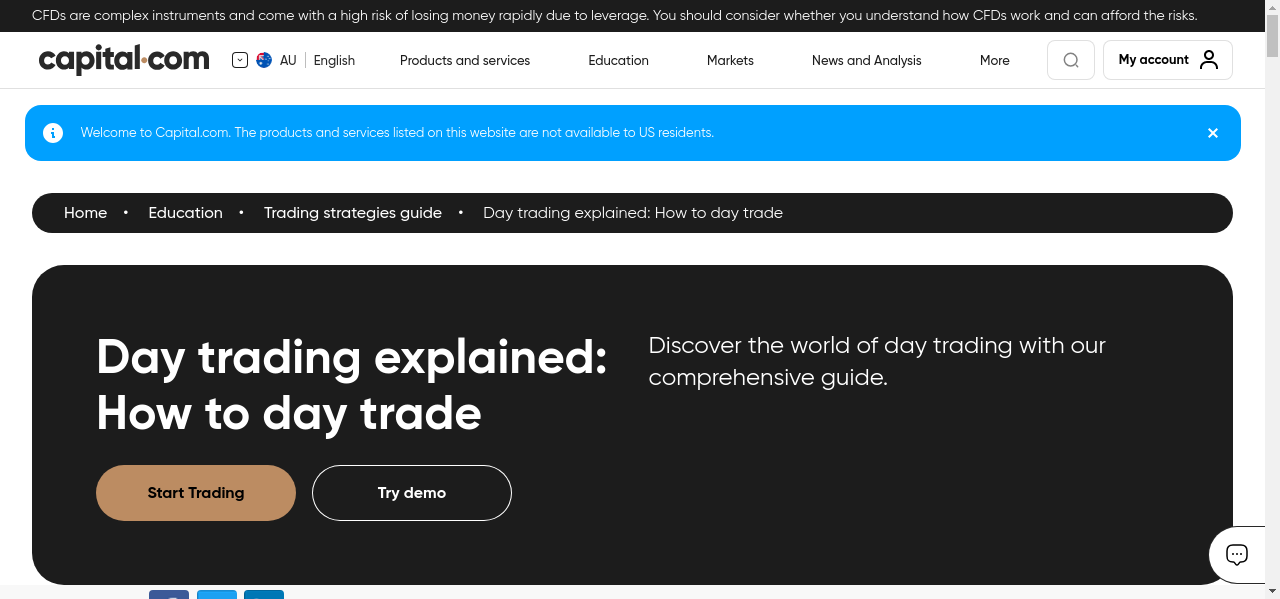 CFDs are complex instruments and come with a high risk of losing money rapidly due to leverage. You should consider whether you understand how CFDs work and can afford the risks.
capital.com
AU English
Products and services
Education
Markets
News and Analysis
More
My account
Welcome to Capital.com. The products and services listed on this website are not available to US residents.
Home • Education • Trading strategies guide • Day trading explained: How to day trade
Day trading explained:
How to day trade
Discover the world of day trading with our
comprehensive guide.
Start Trading
Try demo